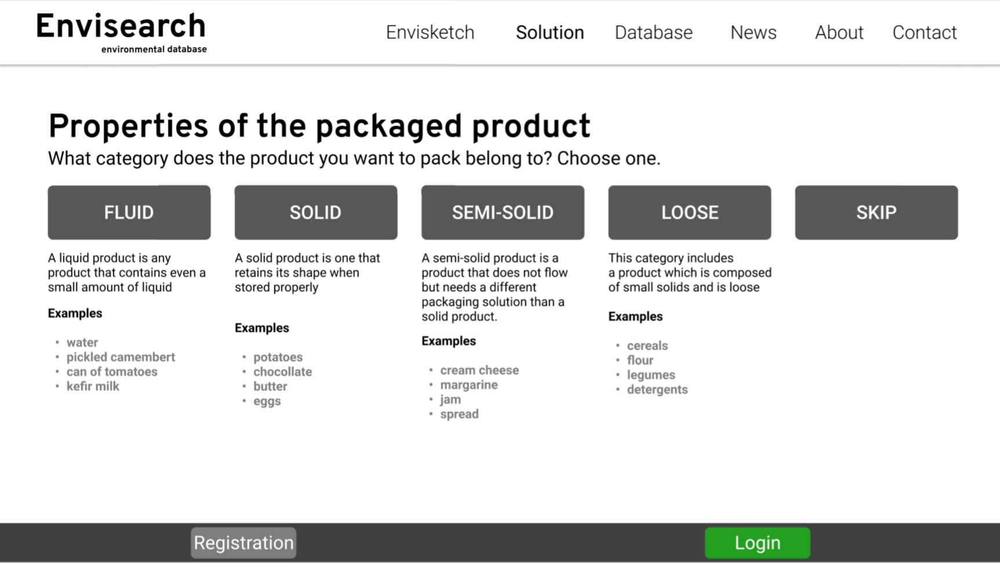 Envisearch
environmental database
Envisketch Solution Database News About Contact
Properties of the packaged product
What category does the product you want to pack belong to? Choose one.
FLUID
A liquid product is any
product that contains even a
small amount of liquid
Examples
• water
• pickled camembert
• can of tomatoes
• kefir milk
SOLID
A solid product is one that
retains its shape when
stored properly
Examples
• potatoes
• chocollate
• butter
• eggs
SEMI-SOLID
A semi-solid product is a
product that does not flow
but needs a different
packaging solution than a
solid product.
Examples
• cream cheese
• margarine
• jam
• spread
LOOSE
This category includes
a product which is composed
of small solids and is loose
Examples
• cereals
• flour
• legumes
• detergents
SKIP
Registration
Login